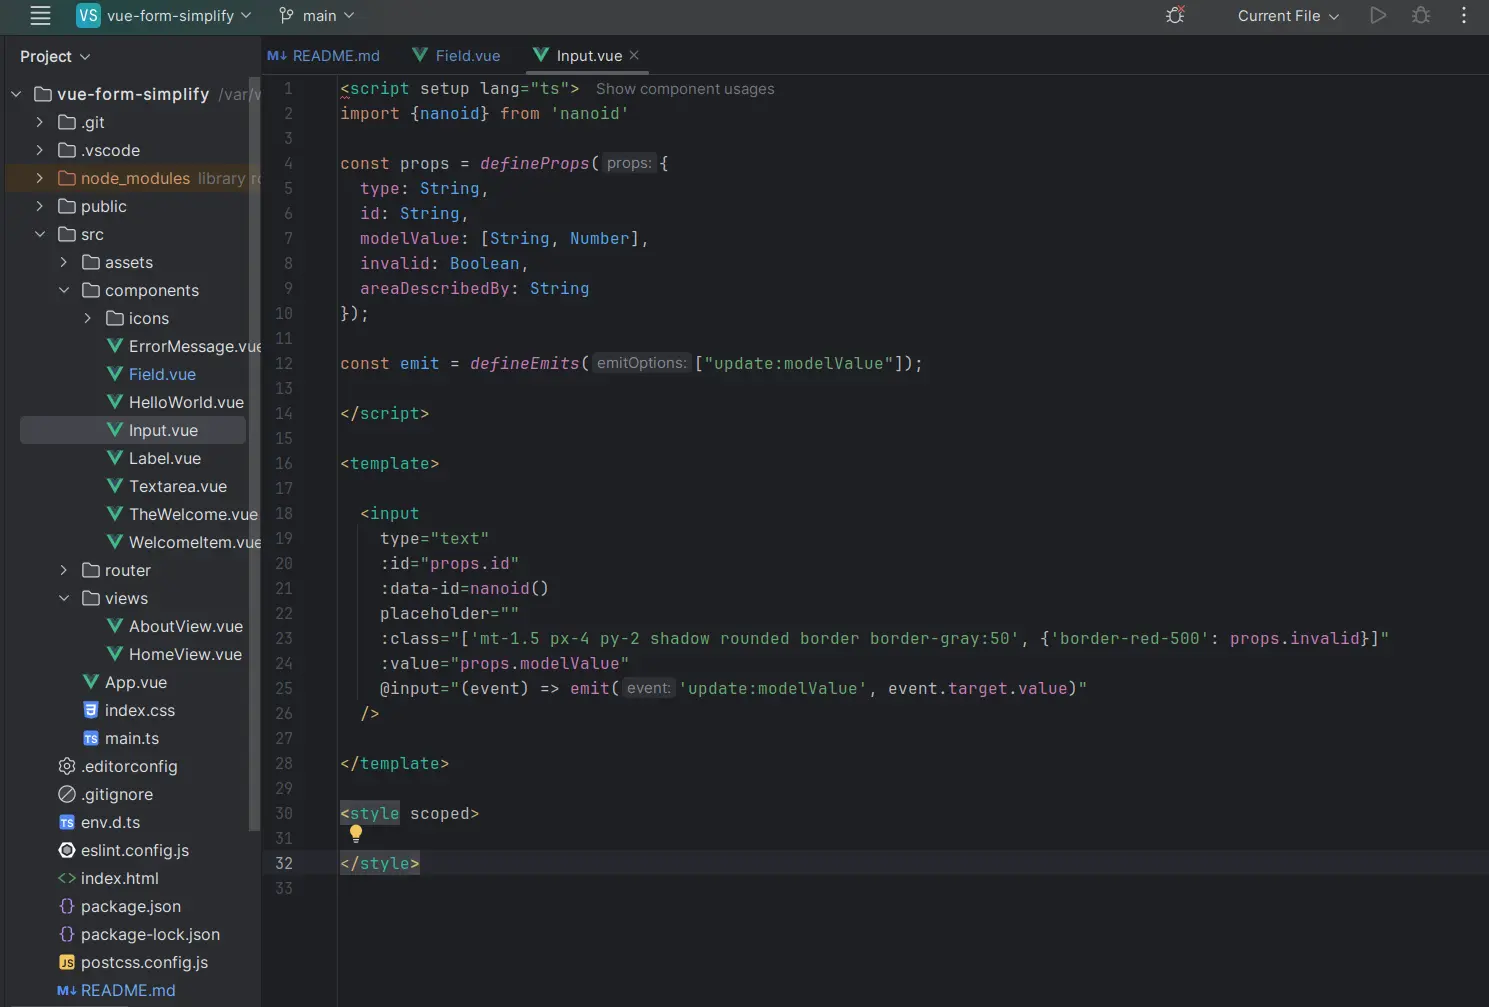 VS vue-form-simplify main Current File
Project
README.md Field.vue Input.vue
vue-form-simplify /var/
.git
.vscode
node_modules library
public
src
assets
components
icons
ErrorMessage.vue
Field.vue
HelloWorld.vue
Input.vue
Label.vue
Textarea.vue
TheWelcome.vue
WelcomeItem.vue
router
views
AboutView.vue
HomeView.vue
App.vue
index.css
TS main.ts
.editorconfig
.gitignore
TS env.d.ts
eslint.config.js
<> index.html
{} package.json
{} package-lock.json
JS postcss.config.js
M↓ README.md
1 <script setup lang="ts"> Show component usages
2 import {nanoid} from 'nanoid'
3
4 const props = defineProps( props: {
5 type: String,
6 id: String,
7 modelValue: [String, Number],
8 invalid: Boolean,
9 areaDescribedBy: String
10 });
11
12 const emit = defineEmits( emitOptions: ["update:modelValue"]);
13
14 </script>
15
16 <template>
17
18 <input
19 type="text"
20 :id="props.id"
21 :data-id=nanoid()
22 placeholder=""
23 :class="['mt-1.5 px-4 py-2 shadow rounded border border-gray:50', {'border-red-500': props.invalid}]"
24 :value="props.modelValue"
25 @input="(event) => emit( event: 'update:modelValue', event.target.value)"
26 />
27
28 </template>
29
30 <style scoped>
31
32 </style>
33